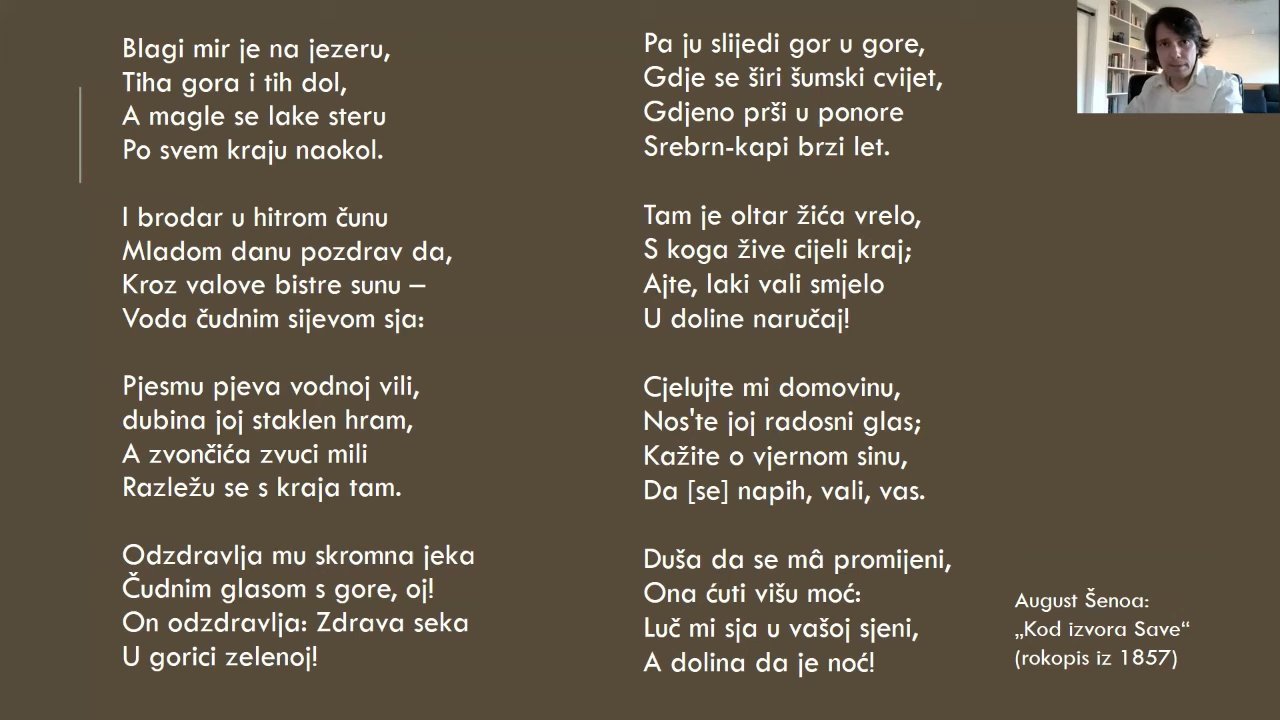 Blagi mir je na jezeru,
Tiha gora i tih dol,
A magle se lake steru
Po svem kraju naokol.
I brodar u hitrom čunu
Mladom danu pozdrav da,
Kroz valove bistre sunu –
Voda čudnim sijevom sja:
Pjesmu pjeva vodnoj vili,
dubina joj staklen hram,
A zvončića zvuci mili
Razležu se s kraja tam.
Odzdravlja mu skromna jeka
Čudnim glasom s gore, oj!
On odzdravlja: Zdrava seka
U gorici zelenoj!
Pa ju slijedi gor u gore,
Gdje se širi šumski cvijet,
Gdjeno prši u ponore
Srebrn-kapi brzi let.
Tam je oltar žića vrelo,
S koga žive cijeli kraj;
Ajte, laki vali smjelo
U doline naručaj!
Cjelujte mi domovinu,
Nos'te joj radosni glas;
Kažite o vjernom sinu,
Da [se] napih, vali, vas.
Duša da se mâ promijeni,
Ona ćuti višu moć:
Luč mi sja u vašoj sjeni,
A dolina da je noć!
August Šenoa:
„Kod izvora Save“
(rokopis iz 1857)